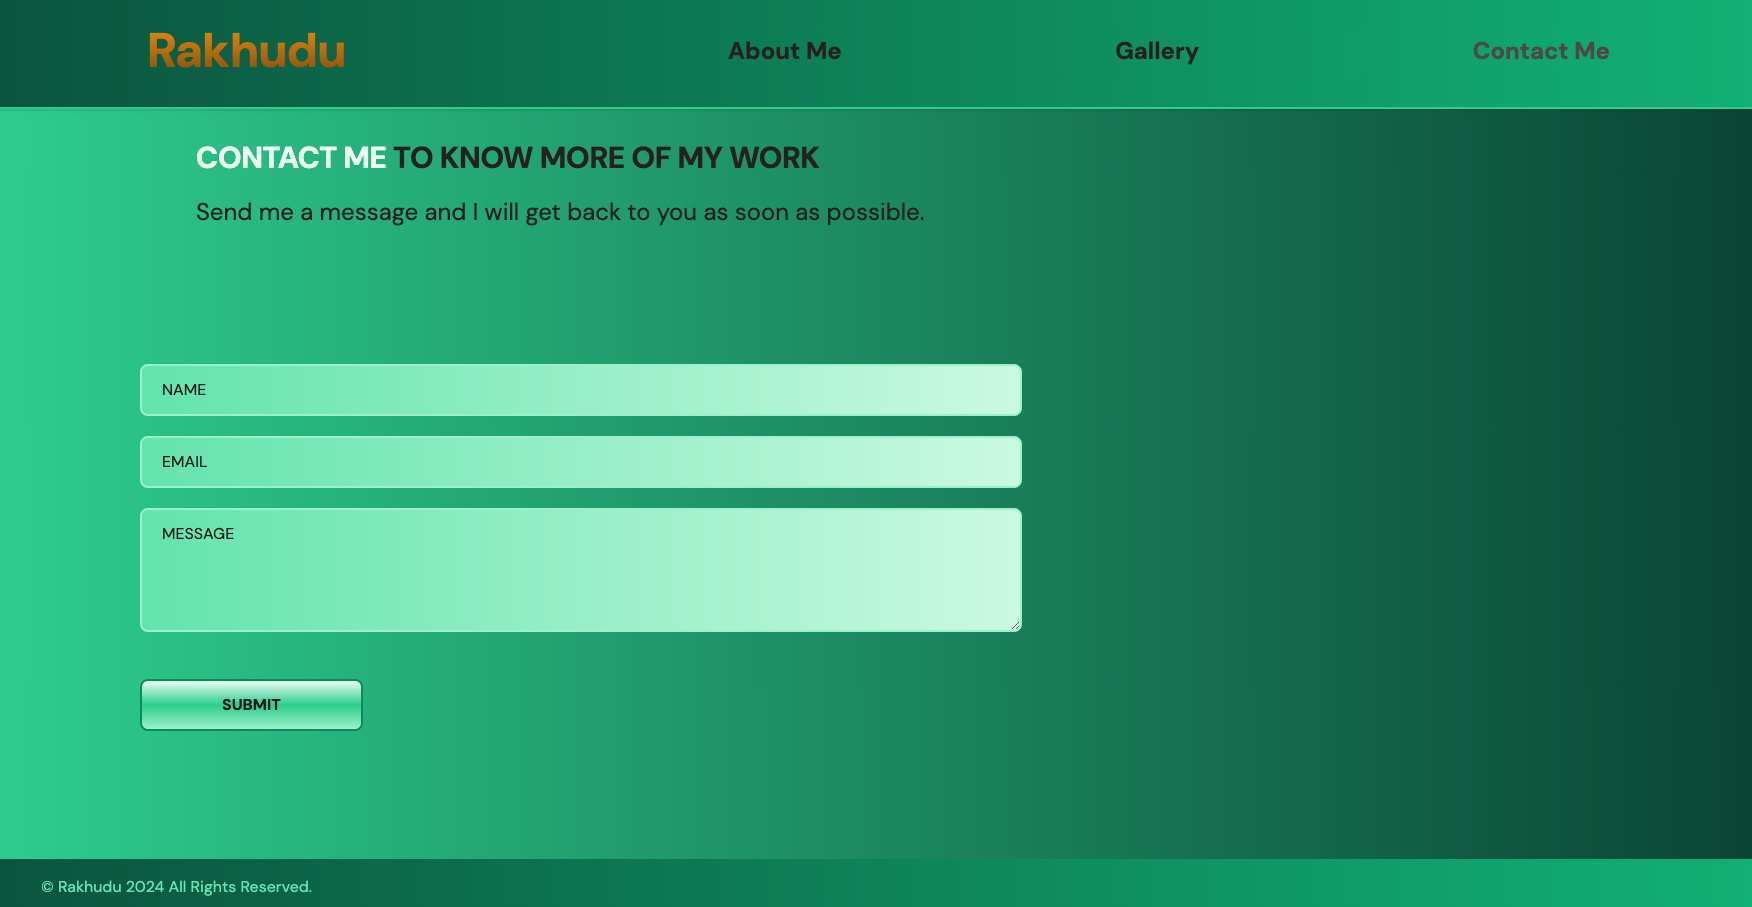 Rakhudu
About Me
Gallery
Contact Me
CONTACT ME TO KNOW MORE OF MY WORK
Send me a message and I will get back to you as soon as possible.
NAME
EMAIL
MESSAGE
SUBMIT
© Rakhudu 2024 All Rights Reserved.